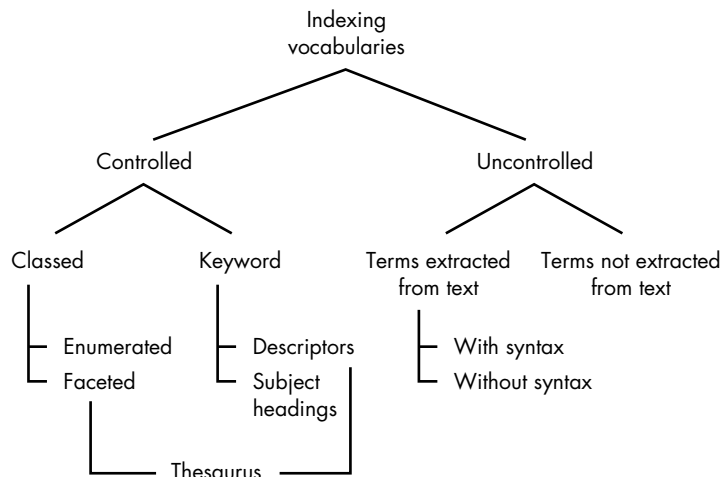 Indexing
vocabularies
Controlled
Uncontrolled
Classed
Keyword
Terms extracted
from text
Terms not extracted
from text
Enumerated
Faceted
Descriptors
Subject
headings
With syntax
Without syntax
Thesaurus